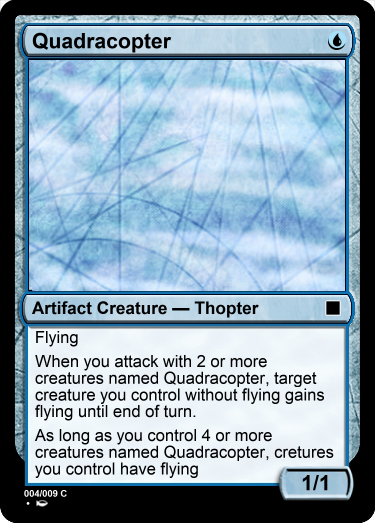 Quadracopter
Artifact Creature — Thopter
Flying
When you attack with 2 or more
creatures named Quadracopter, target
creature you control without flying gains
flying until end of turn.
As long as you control 4 or more
creatures named Quadracopter, cretures
you control have flying
1/1
004/009 C
•